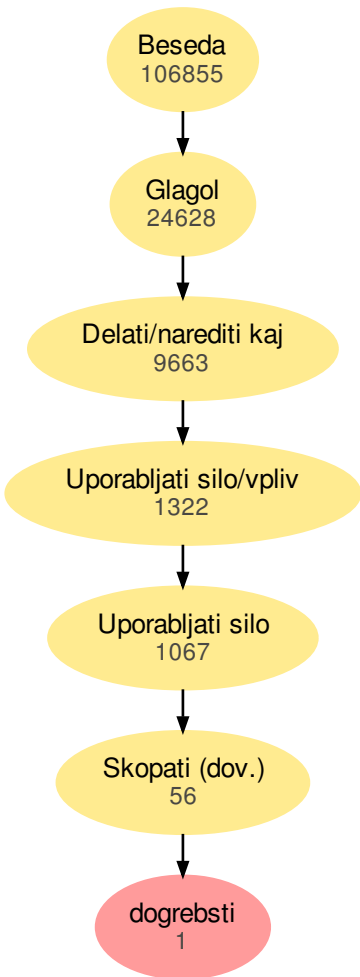 Beseda
106855
Glagol
24628
Delati/narediti kaj
9663
Uporabljati silo/vpliv
1322
Uporabljati silo
1067
Skopati (dov.)
56
dogrebsti
1